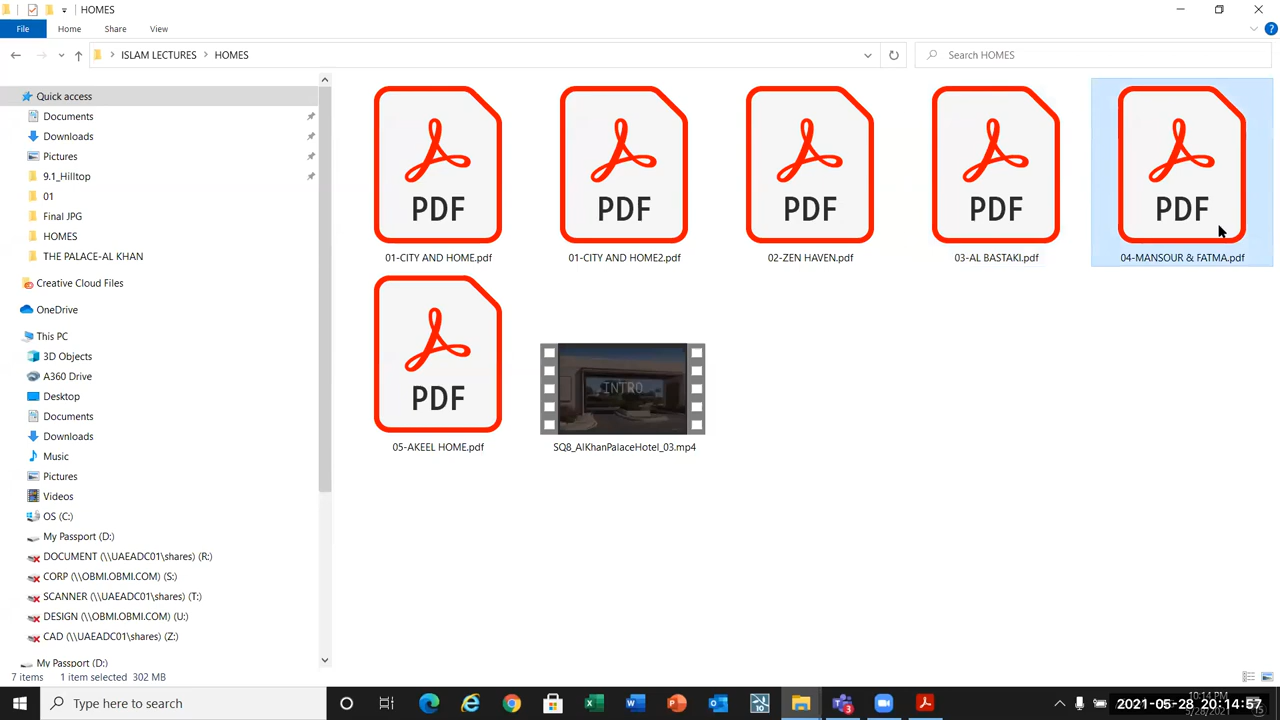 HOMES
File Home Share View
ISLAM LECTURES > HOMES
Search HOMES
Quick access
Documents
Downloads
Pictures
9.1_Hilltop
01
Final JPG
HOMES
THE PALACE-AL KHAN
Creative Cloud Files
OneDrive
This PC
3D Objects
A360 Drive
Desktop
Documents
Downloads
Music
Pictures
Videos
OS (C:)
My Passport (D:)
DOCUMENT (\\UAEADC01\shares) (R:)
CORP (\\OBMI.OBMI.COM) (S:)
SCANNER (\\UAEADC01\shares) (T:)
DESIGN (\\OBMI.OBMI.COM) (U:)
CAD (\\UAEADC01\shares) (Z:)
My Passport (D:)
PDF PDF PDF PDF PDF
01-CITY AND HOME.pdf 01-CITY AND HOME2.pdf 02-ZEN HAVEN.pdf 03-AL BASTAKI.pdf 04-MANSOUR & FATMA.pdf
PDF INTRO
05-AKEEL HOME.pdf SQ8_AlKhanPalaceHotel_03.mp4
7 items 1 item selected 302 MB
Type here to search
10:14 PM
2021-05-28 20:14:57